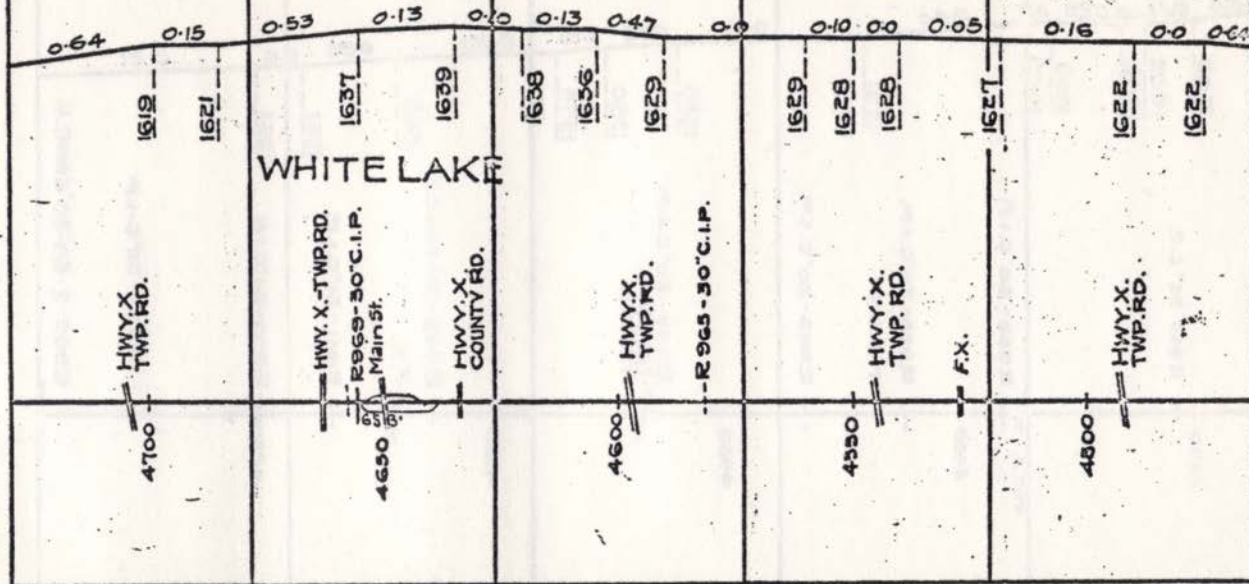 0.64
0.15
0.53
0.13
0.13
0.47
0.0
0.10
0.0
0.05
0.16
0.0
1619
1621
1637
1639
1638
1636
1629
1629
1628
1628
1627
1622
1622
WHITE LAKE
HWY. X.
TWP. RD.
HWY. X.-TWP. RD.
R969-30"C.I.P.
Main St.
HWY. X.
COUNTY RD.
HWY. X.
TWP. RD.
R965-30"C.I.P.
HWY. X.
TWP. RD.
F.X.
HWY. X.
TWP. RD.
4700
65
4650
4600
4550
4500